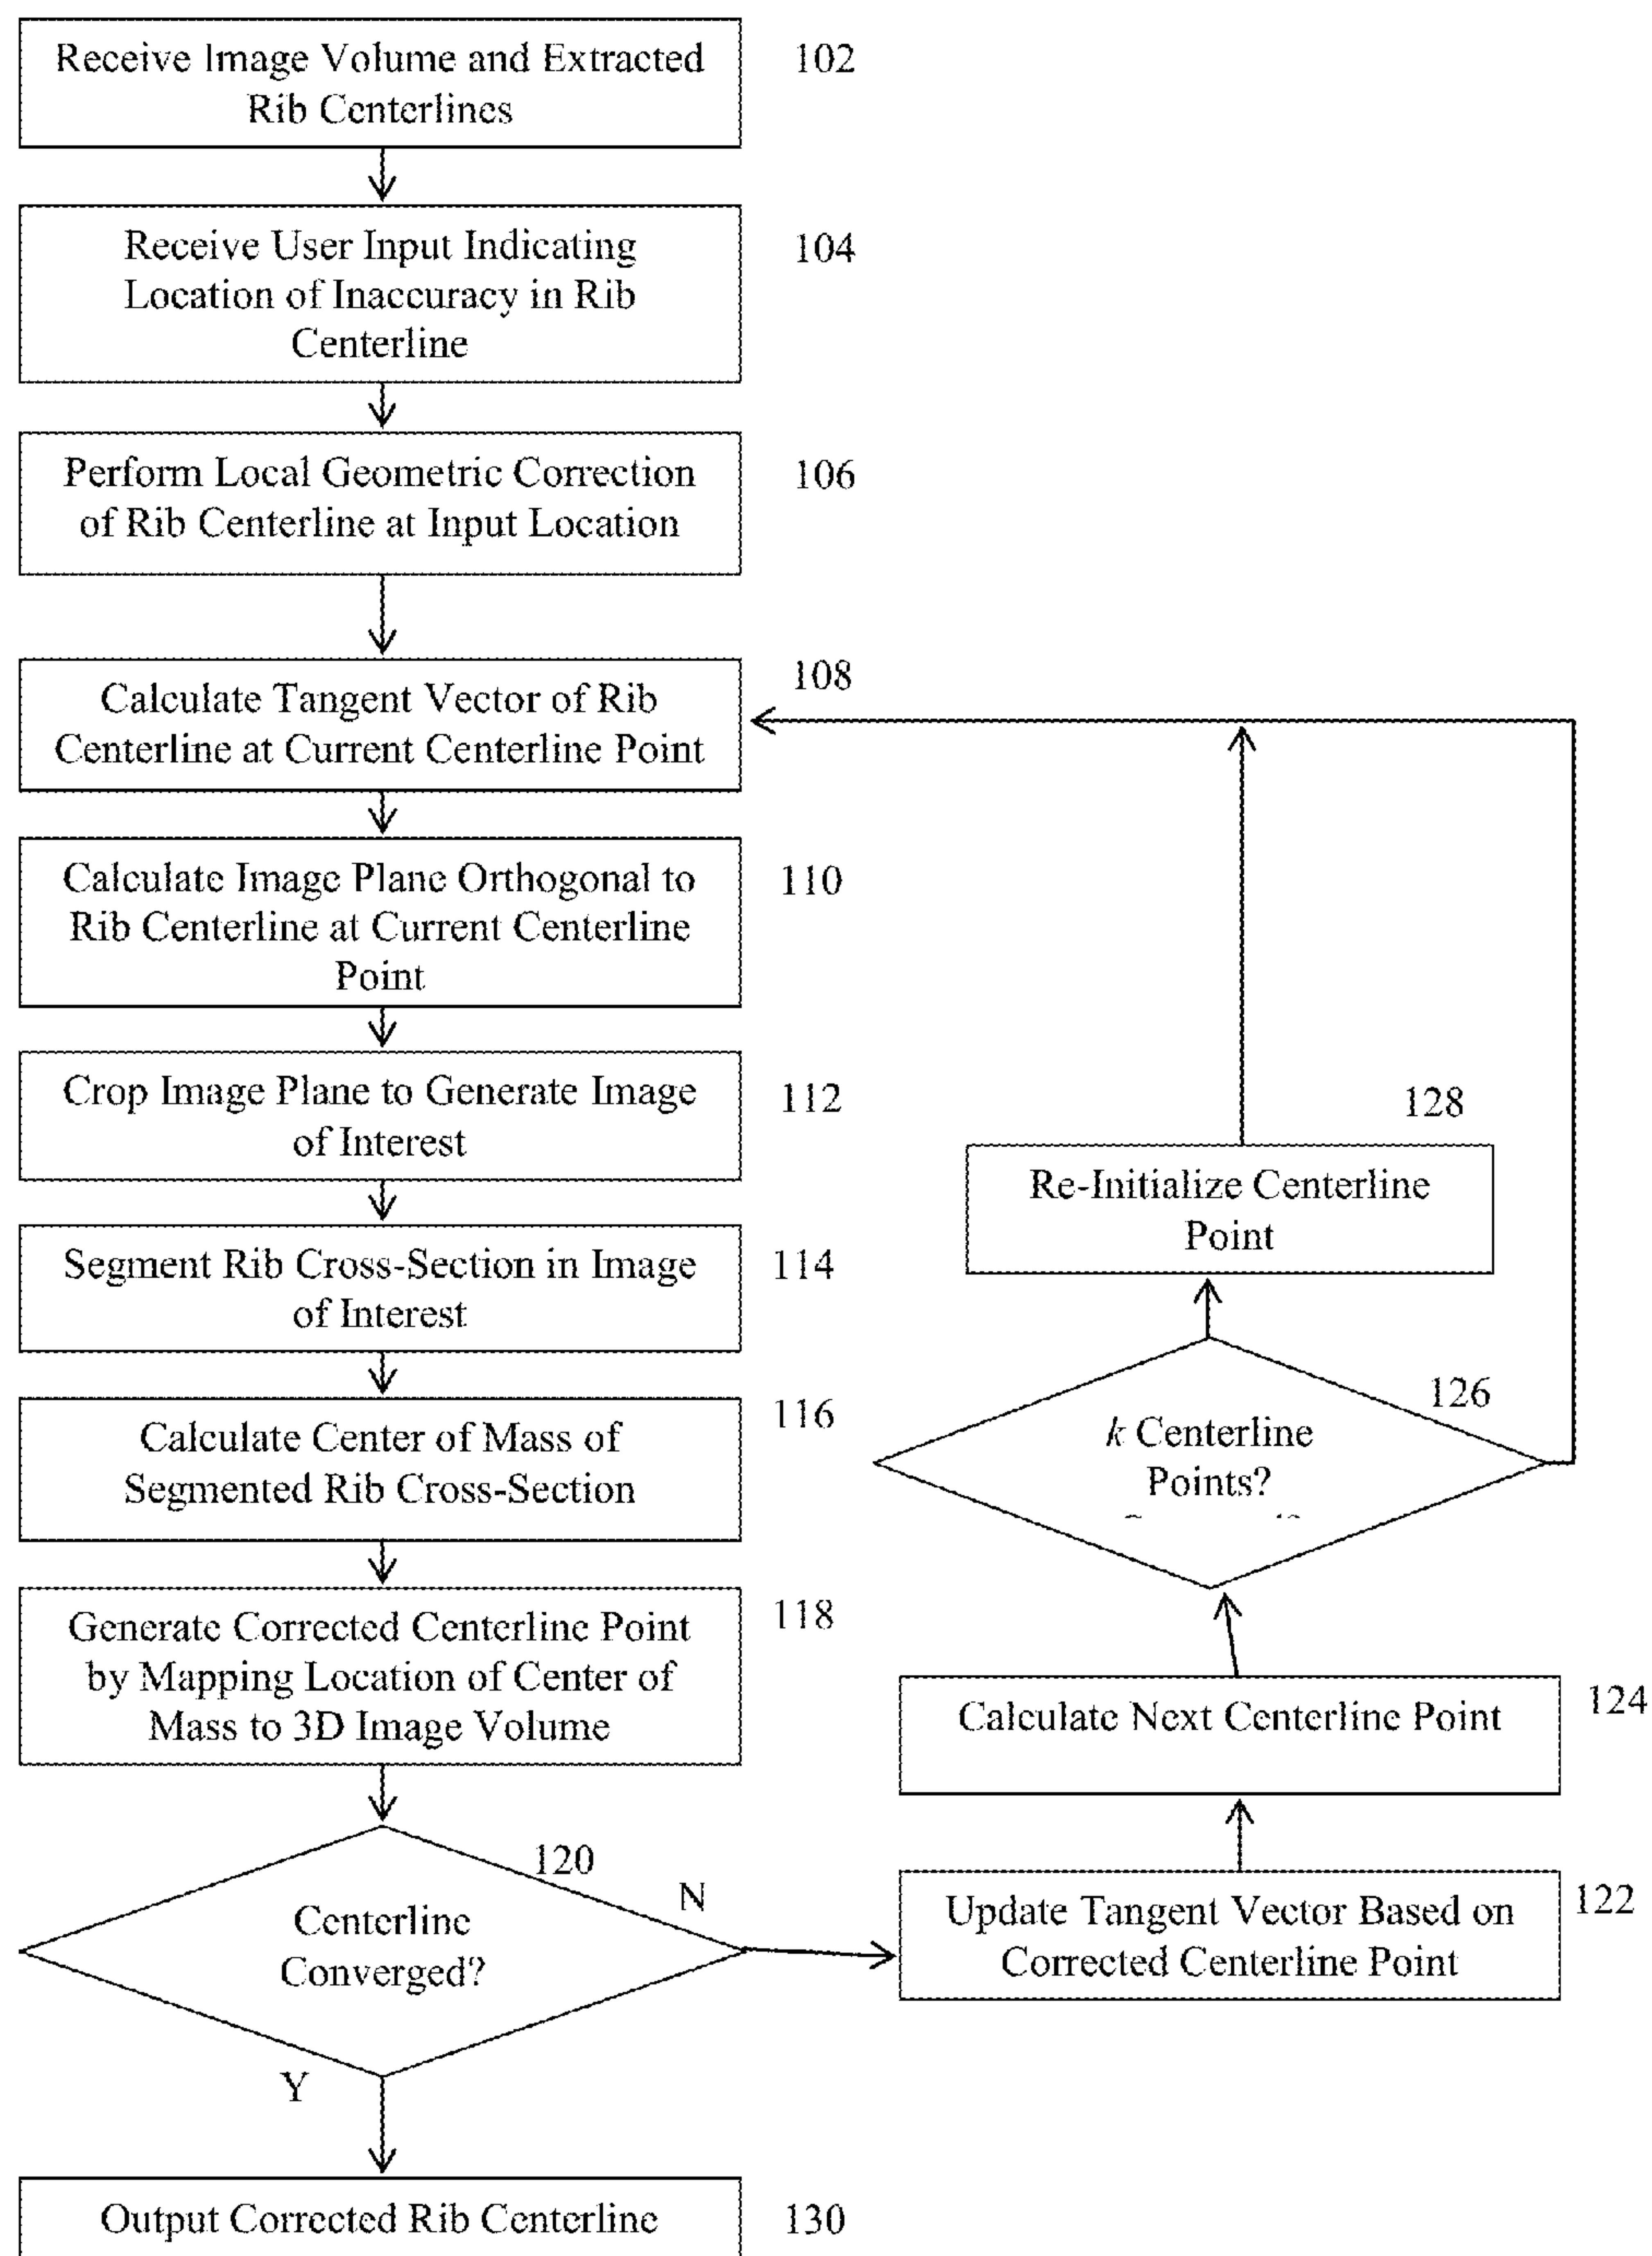 Receive Image Volume and Extracted
Rib Centerlines
102
Receive User Input Indicating
Location of Inaccuracy in Rib
Centerline
104
Perform Local Geometric Correction
of Rib Centerline at Input Location
106
Calculate Tangent Vector of Rib
Centerline at Current Centerline Point
108
Calculate Image Plane Orthogonal to
Rib Centerline at Current Centerline
Point
110
Crop Image Plane to Generate Image
of Interest
112
Segment Rib Cross-Section in Image
of Interest
114
Calculate Center of Mass of
Segmented Rib Cross-Section
116
Generate Corrected Centerline Point
by Mapping Location of Center of
Mass to 3D Image Volume
118
Centerline
Converged?
120
N
Y
Update Tangent Vector Based on
Corrected Centerline Point
122
Calculate Next Centerline Point
124
k Centerline
Points?
126
Re-Initialize Centerline
Point
128
Output Corrected Rib Centerline
130